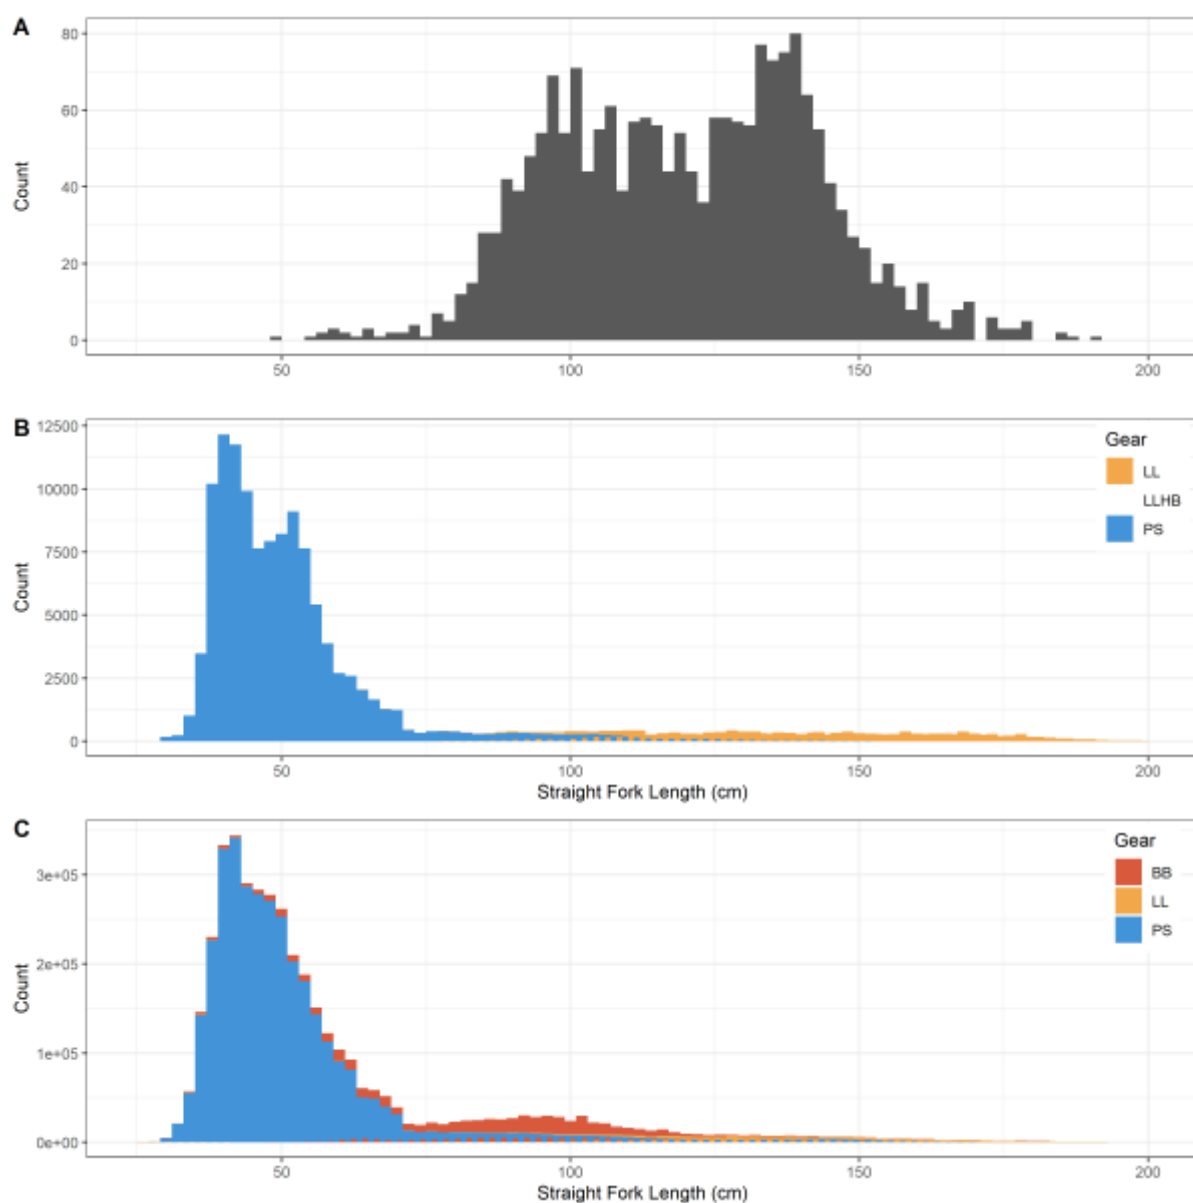 A
80
60
40
20
0
Count
50 100 150 200
B
12500
10000
7500
5000
2500
0
Count
Gear
LL
LLHB
PS
50 100 150 200
Straight Fork Length (cm)
C
3e+05
2e+05
1e+05
0e+00
Count
Gear
BB
LL
PS
50 100 150 200
Straight Fork Length (cm)